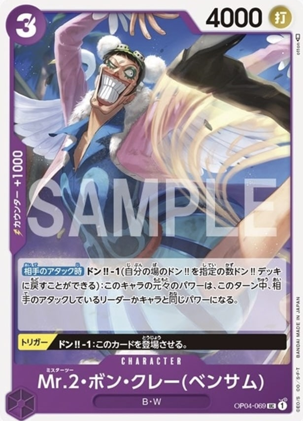 3
4000
打
カウンター +1000
SAMPLE
相手のアタック時 ドン!!-1(自分の場のドン!!を指定の数ドン!!デッキ
に戻すことができる):このキャラの元々のパワーは、このターン中、相
手のアタックしているリーダーかキャラと同じパワーになる。
トリガー ドン!!-1:このカードを登場させる。
CHARACTER
Mr.2・ボン・クレー(ベンサム)
B・W
OP04-069 UC 1
BANDAI MADE IN JAPAN